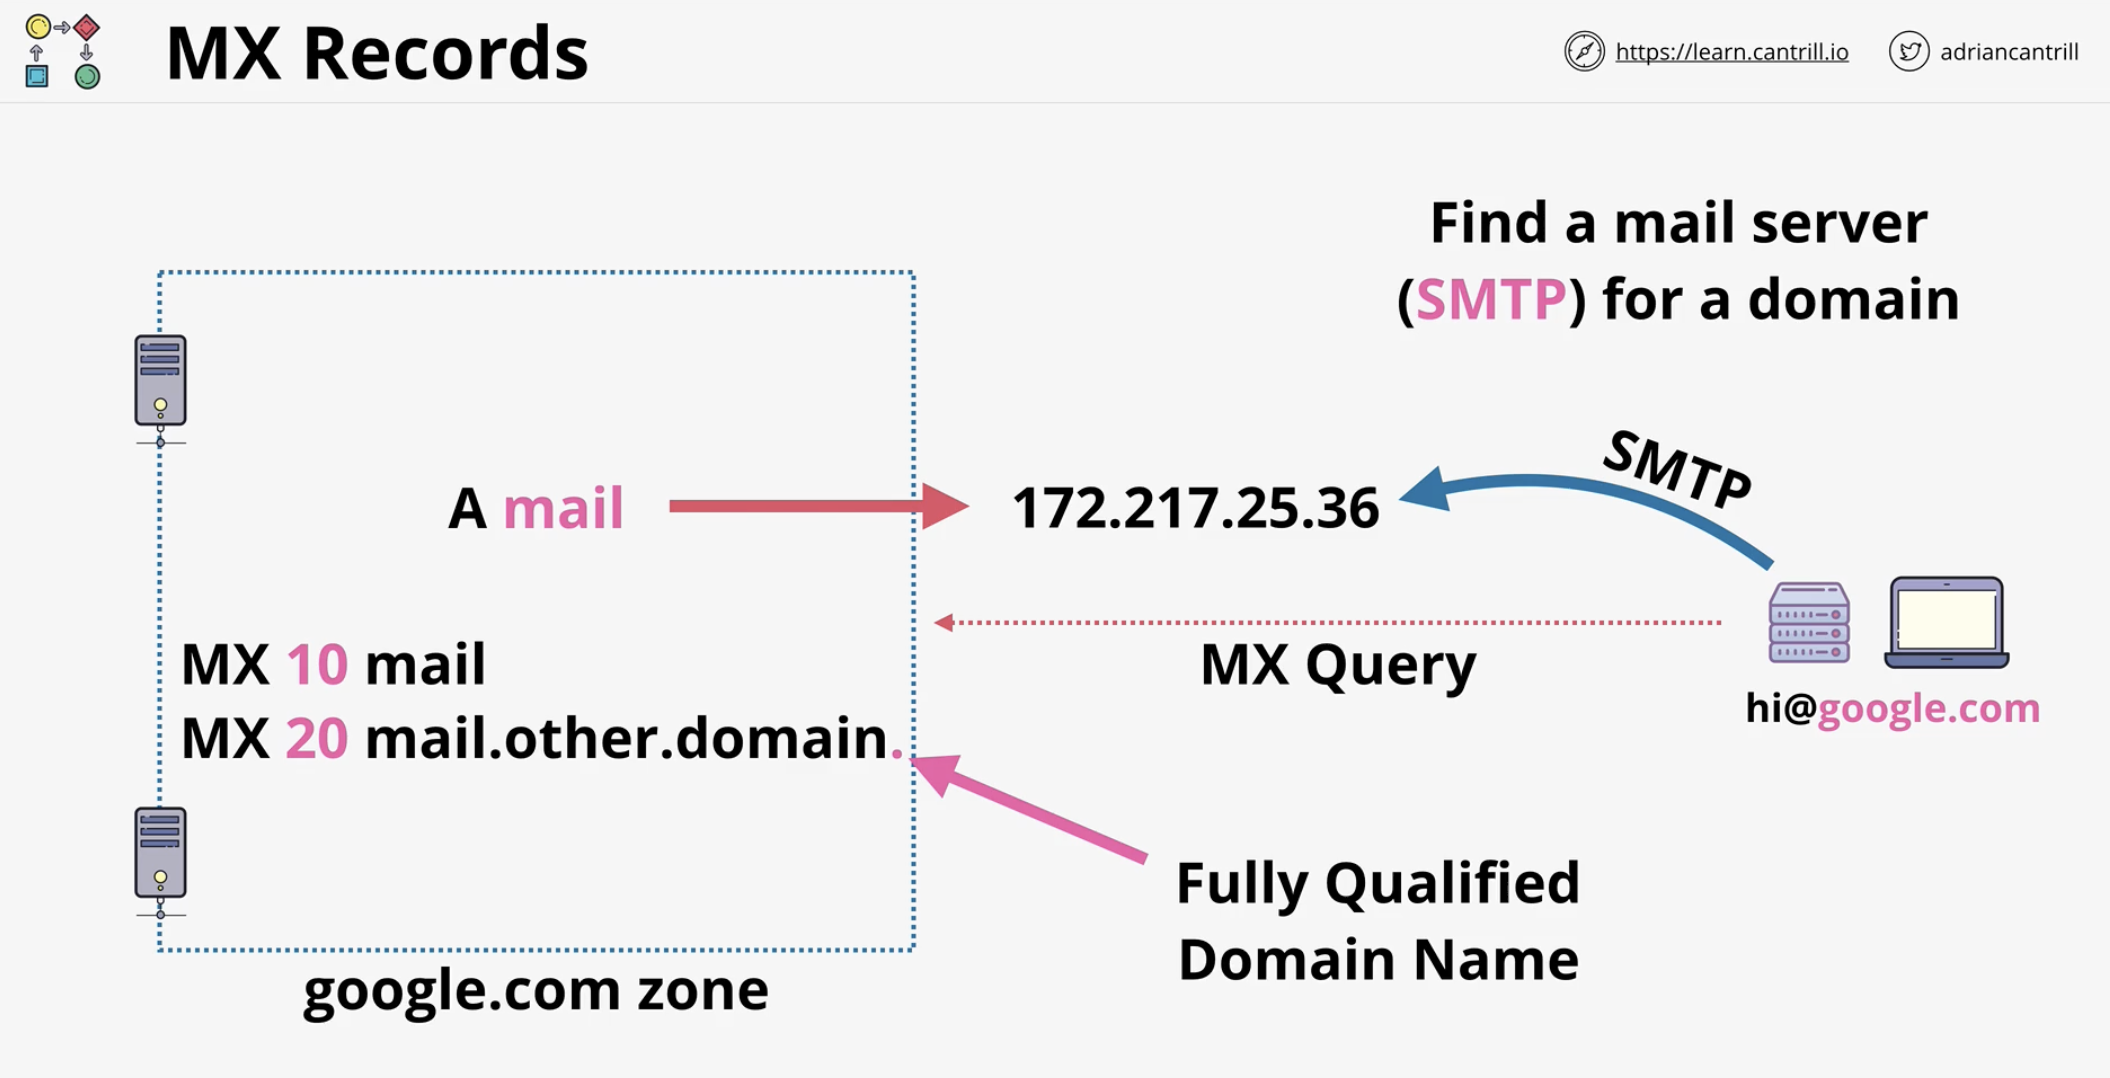 MX Records
https://learn.cantrill.io
adriancantrill
Find a mail server
(SMTP) for a domain
SMTP
A mail
172.217.25.36
MX 10 mail
MX Query
hi@google.com
MX 20 mail.other.domain.
Fully Qualified
Domain Name
google.com zone